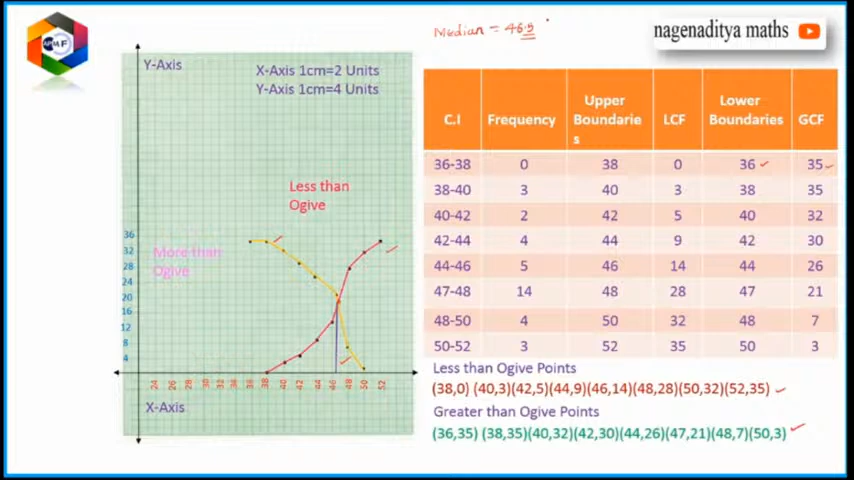 Median = 46.5
nagenaditya maths
APMF
Y-Axis
X-Axis 1cm=2 Units
Y-Axis 1cm=4 Units
Less than
Ogive
More than
Ogive
36
32
28
24
20
16
12
8
4
24 26 28 30 32 34 36 38 40 42 44 46 48 50 52
X-Axis
C.I Frequency Upper Boundaries LCF Lower Boundaries GCF
36-38 0 38 0 36 35
38-40 3 40 3 38 35
40-42 2 42 5 40 32
42-44 4 44 9 42 30
44-46 5 46 14 44 26
47-48 14 48 28 47 21
48-50 4 50 32 48 7
50-52 3 52 35 50 3
Less than Ogive Points
(38,0) (40,3)(42,5)(44,9)(46,14)(48,28)(50,32)(52,35)
Greater than Ogive Points
(36,35) (38,35)(40,32)(42,30)(44,26)(47,21)(48,7)(50,3)